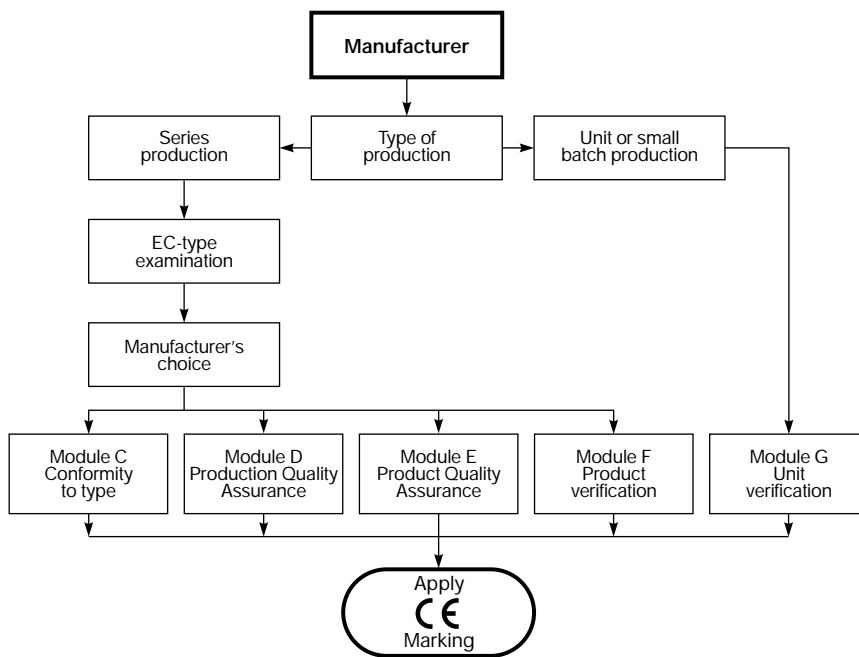 Manufacturer
Series
production
Type of
production
Unit or small
batch production
EC-type
examination
Manufacturer's
choice
Module C
Conformity
to type
Module D
Production Quality
Assurance
Module E
Product Quality
Assurance
Module F
Product
verification
Module G
Unit
verification
Apply
CE
Marking